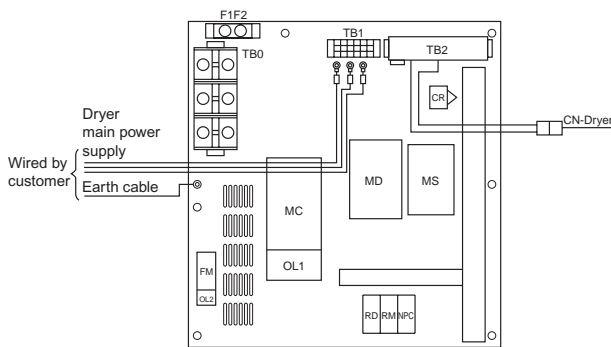 F1F2
TB1
TB0
TB2
Dryer
main power
supply
CR
CN-Dryer
Wired by
customer
Earth cable
MC
MD
MS
OL1
FM
OL2
RD
RM
NPC